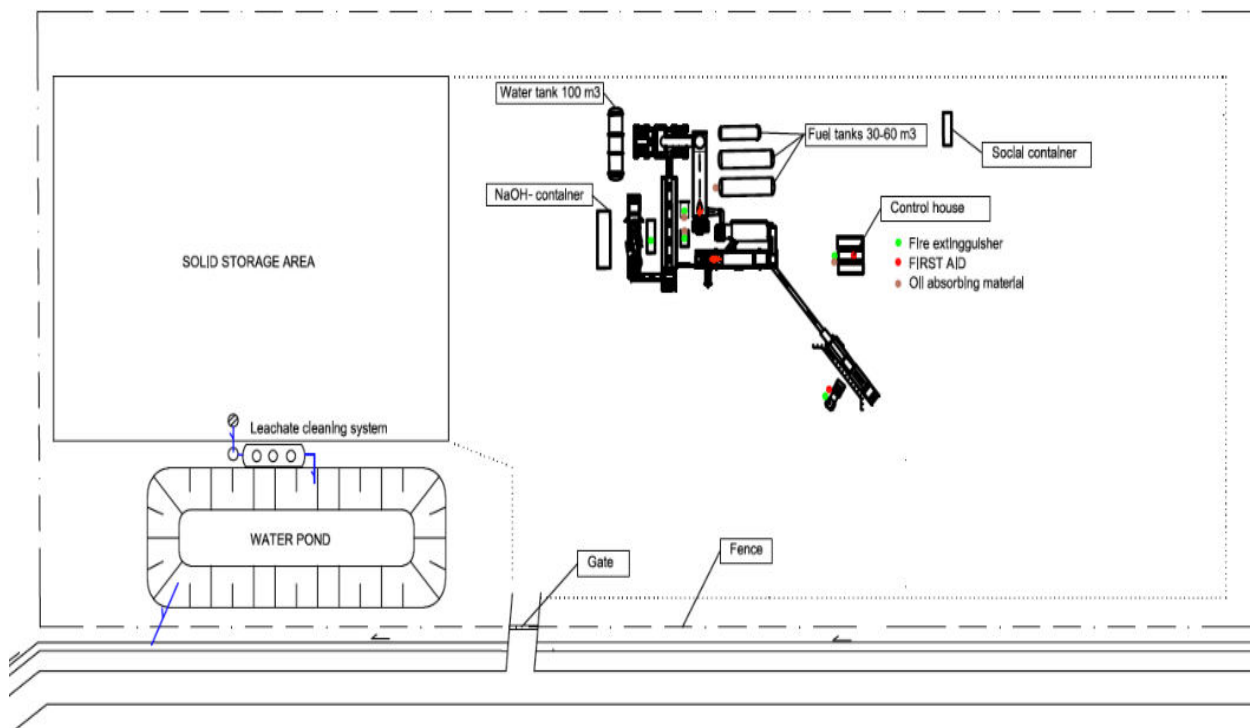 Water tank 100 m3
Fuel tanks 30-60 m3
Social container
NaOH- container
Control house
Fire extingguisher
FIRST AID
Oil absorbing material
SOLID STORAGE AREA
Leachate cleaning system
WATER POND
Gate
Fence